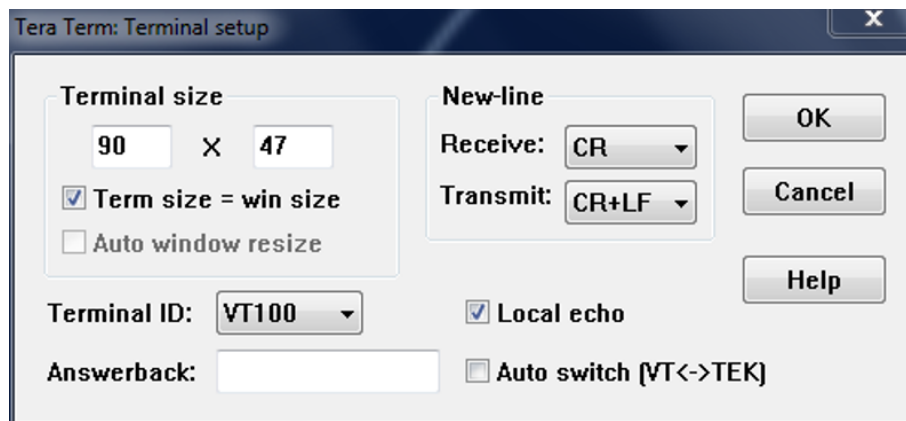 Tera Term: Terminal setup
X
Terminal size
90 X 47
Term size = win size
Auto window resize
New-line
Receive: CR
Transmit: CR+LF
OK
Cancel
Help
Terminal ID: VT100
Local echo
Answerback:
Auto switch (VT<->TEK)